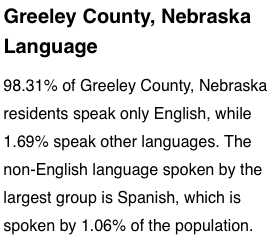 Greeley County, Nebraska
Language
98.31% of Greeley County, Nebraska
residents speak only English, while
1.69% speak other languages. The
non-English language spoken by the
largest group is Spanish, which is
spoken by 1.06% of the population.